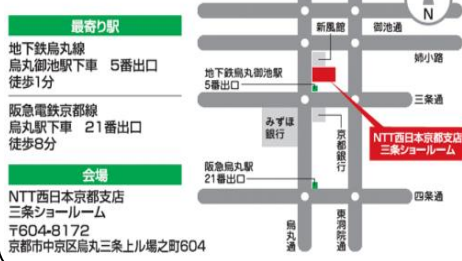 最寄り駅
地下鉄烏丸線
烏丸御池駅下車　5番出口
徒歩1分
阪急電鉄京都線
烏丸駅下車　21番出口
徒歩8分
会場
NTT西日本京都支店
三条ショールーム
〒604-8172
京都市中京区烏丸三条上ル場之町604
N
新風館
御池通
姉小路
地下鉄烏丸御池駅
5番出口
三条通
みずほ
銀行
京都銀行
NTT西日本京都支店
三条ショールーム
阪急烏丸駅
21番出口
四条通
烏丸通
東洞院通